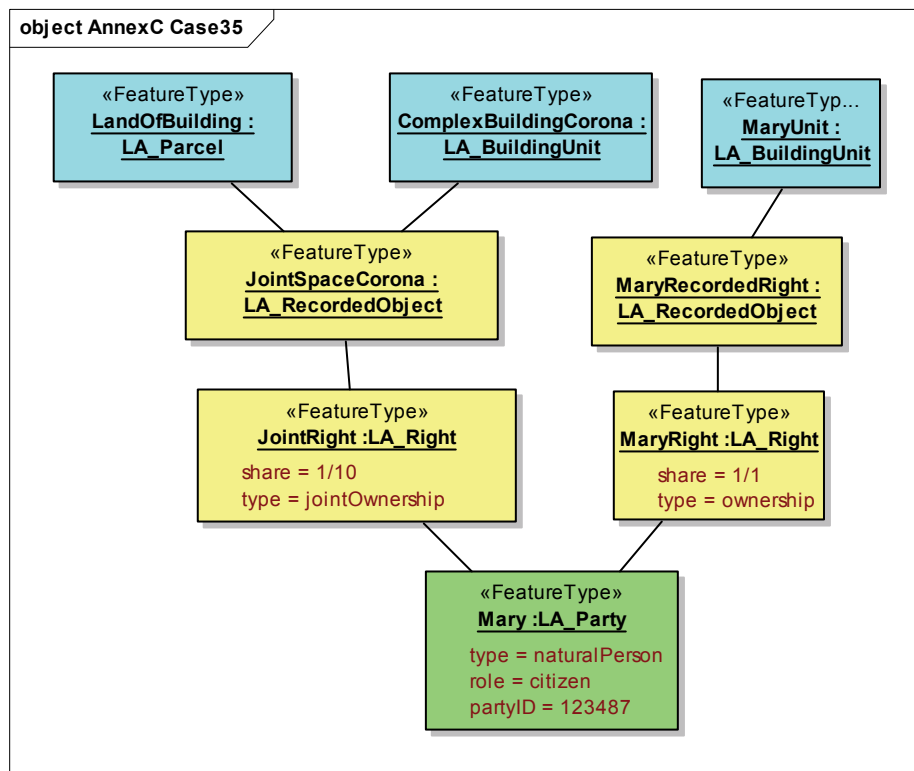 object AnnexC Case35
«FeatureType»
LandOfBuilding :
LA_Parcel
«FeatureType»
ComplexBuildingCorona :
LA_BuildingUnit
«FeatureTyp...
MaryUnit :
LA_BuildingUnit
«FeatureType»
JointSpaceCorona :
LA_RecordedObject
«FeatureType»
MaryRecordedRight :
LA_RecordedObject
«FeatureType»
JointRight :LA_Right
share = 1/10
type = jointOwnership
«FeatureType»
MaryRight :LA_Right
share = 1/1
type = ownership
«FeatureType»
Mary :LA_Party
type = naturalPerson
role = citizen
partyID = 123487